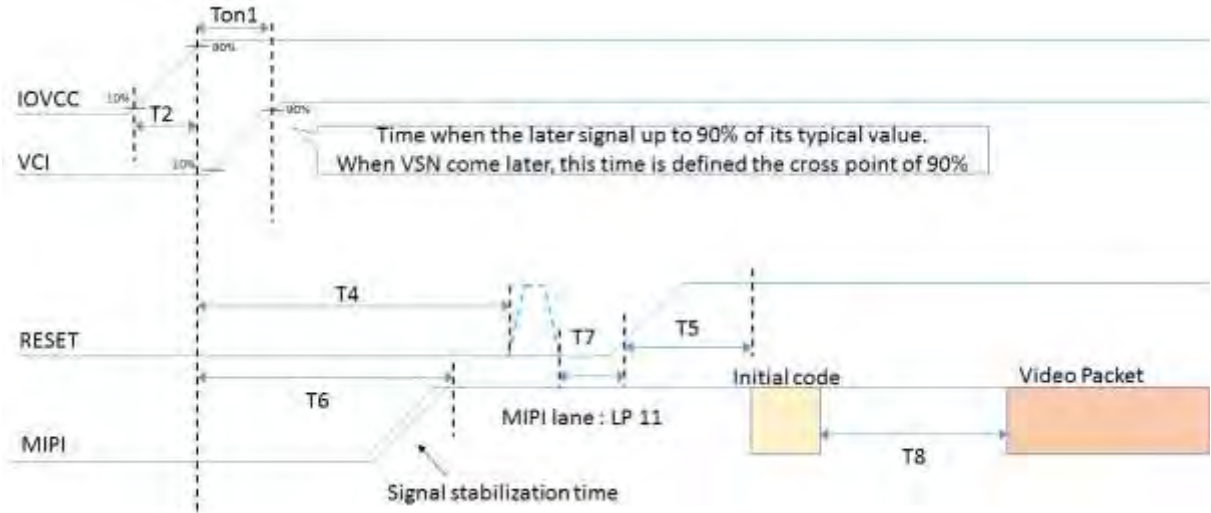 Ton1
90%
IOVCC
10%
T2
90%
Time when the later signal up to 90% of its typical value.
When VSN come later, this time is defined the cross point of 90%
VCI
10%
T4
RESET
T7
T5
T6
Initial code
Video Packet
MIPI lane : LP 11
MIPI
T8
Signal stabilization time